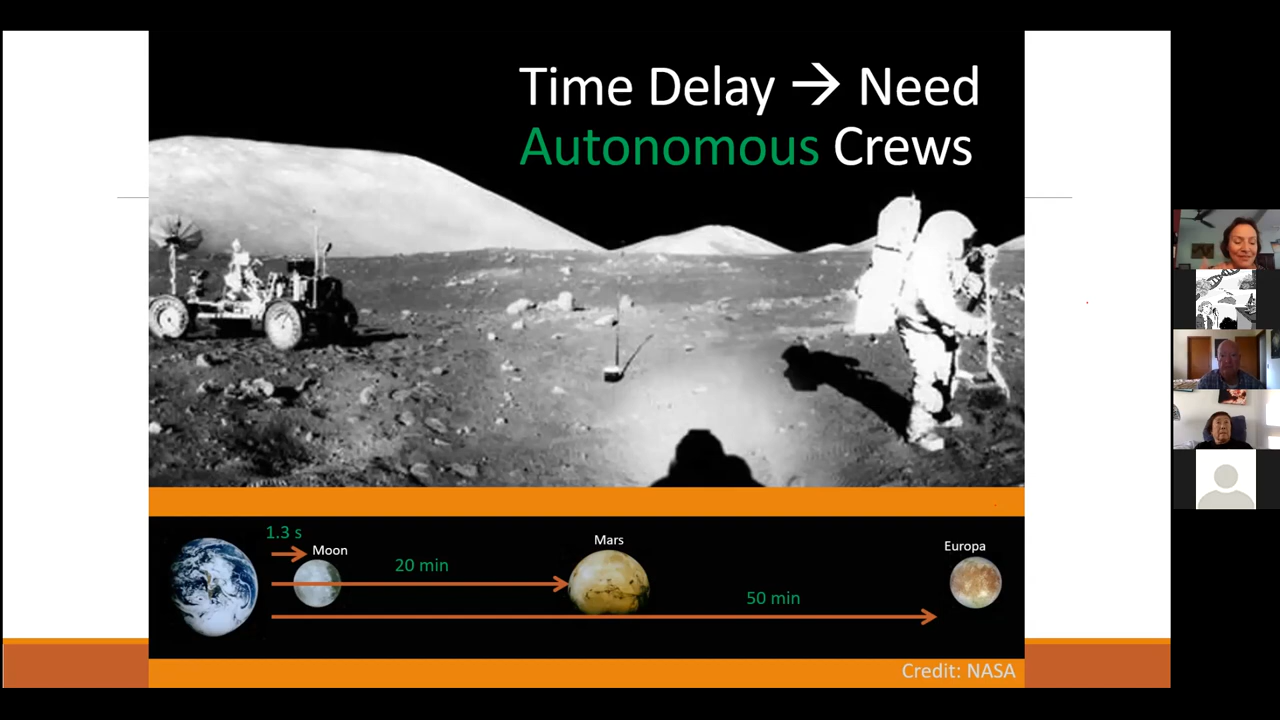 Time Delay → Need
Autonomous Crews
1.3 s
Moon
20 min
Mars
50 min
Europa
Credit: NASA